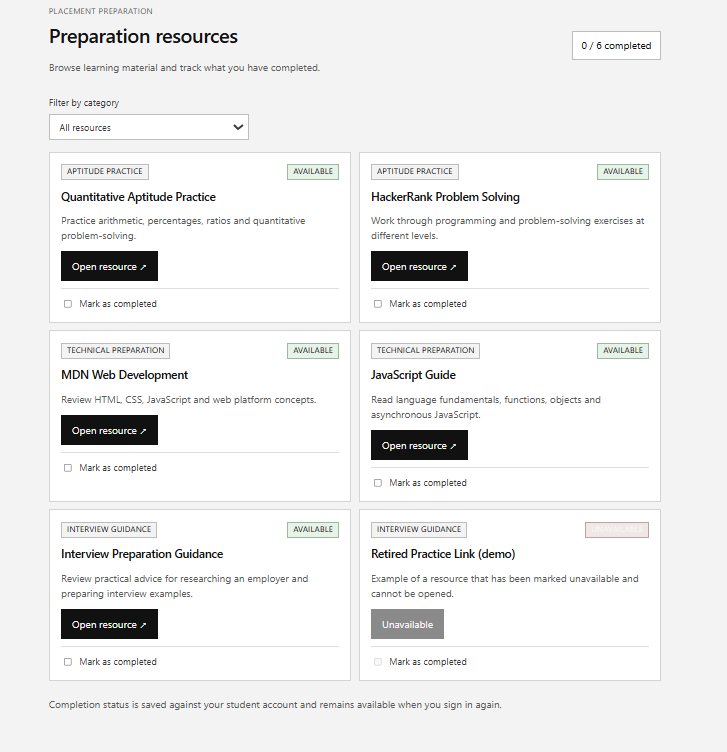 PLACEMENT PREPARATION
Preparation resources
0 / 6 completed
Browse learning material and track what you have completed.
Filter by category
All resources
APTITUDE PRACTICE
AVAILABLE
Quantitative Aptitude Practice
Practice arithmetic, percentages, ratios and quantitative
problem-solving.
Open resource ↗
Mark as completed
APTITUDE PRACTICE
AVAILABLE
HackerRank Problem Solving
Work through programming and problem-solving exercises at
different levels.
Open resource ↗
Mark as completed
TECHNICAL PREPARATION
AVAILABLE
MDN Web Development
Review HTML, CSS, JavaScript and web platform concepts.
Open resource ↗
Mark as completed
TECHNICAL PREPARATION
AVAILABLE
JavaScript Guide
Read language fundamentals, functions, objects and
asynchronous JavaScript.
Open resource ↗
Mark as completed
INTERVIEW GUIDANCE
AVAILABLE
Interview Preparation Guidance
Review practical advice for researching an employer and
preparing interview examples.
Open resource ↗
Mark as completed
INTERVIEW GUIDANCE
Retired Practice Link (demo)
Example of a resource that has been marked unavailable and
cannot be opened.
Unavailable
Mark as completed
Completion status is saved against your student account and remains available when you sign in again.